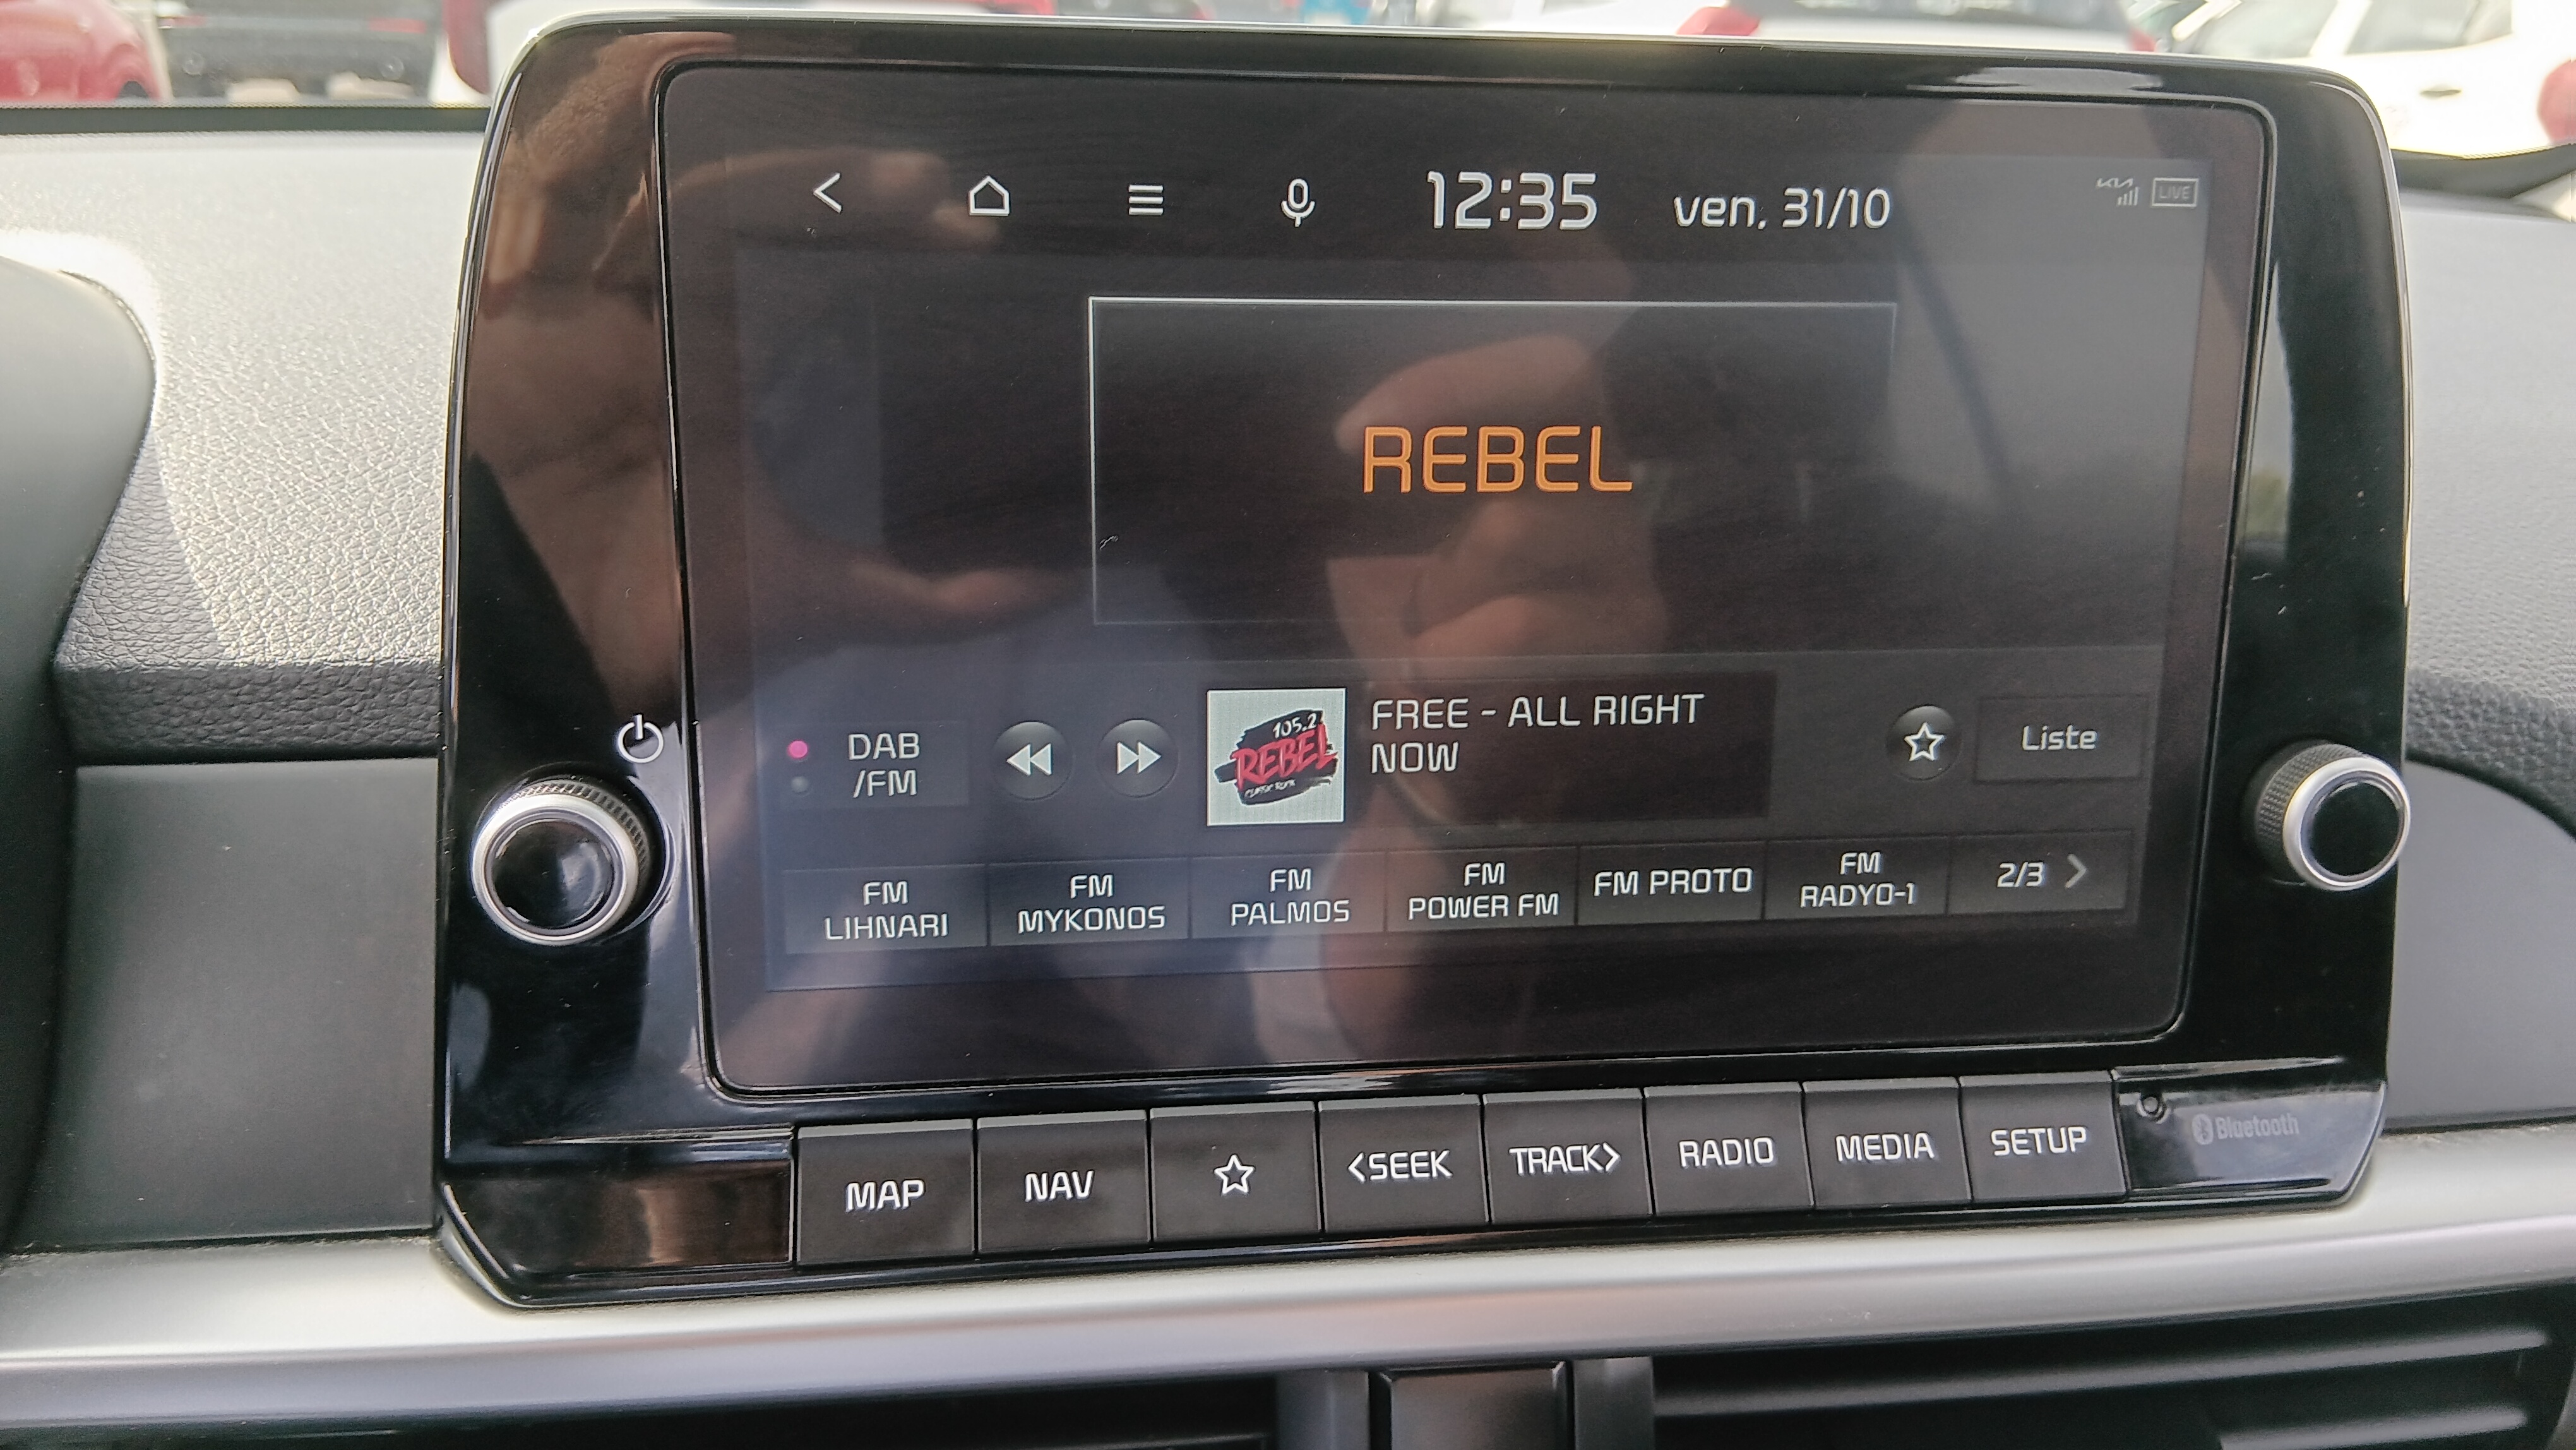 12:35 ven, 31/10
LIVE
REBEL
DAB
/FM
105.2
REBEL
CLASSIC ROCK
FREE - ALL RIGHT
NOW
Liste
FM
LIHNARI
FM
MYKONOS
FM
PALMOS
FM
POWER FM
FM PROTO
FM
RADYO-1
2/3
MAP
NAV
<SEEK
TRACK>
RADIO
MEDIA
SETUP
Bluetooth